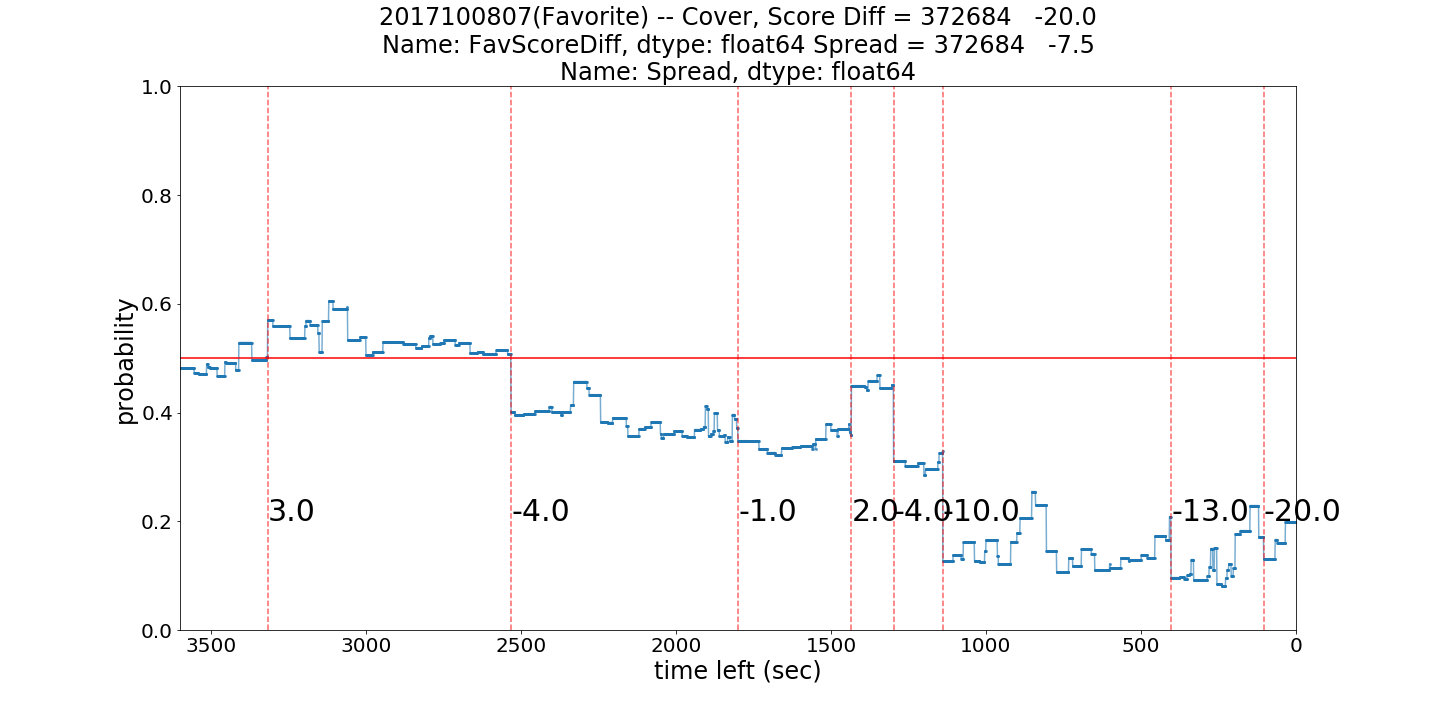 2017100807(Favorite) -- Cover, Score Diff = 372684   -20.0
Name: FavScoreDiff, dtype: float64 Spread = 372684   -7.5
Name: Spread, dtype: float64
1.0
0.8
0.6
0.4
0.2
0.0
probability
3.0
-4.0
-1.0
2.0
-4.0
-10.0
-13.0
-20.0
3500 3000 2500 2000 1500 1000 500 0
time left (sec)